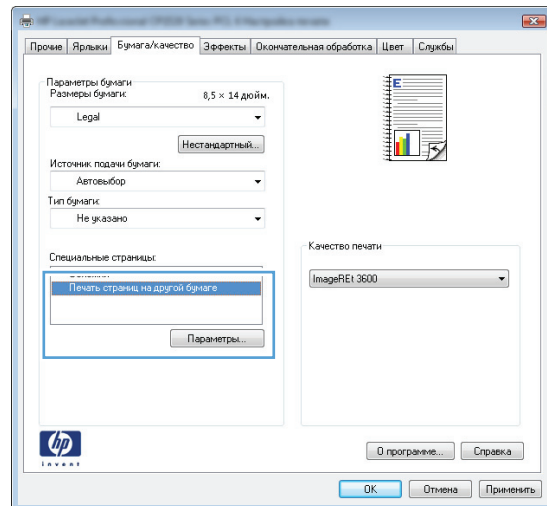 Прочие Ярлыки Бумага/качество Эффекты Окончательная обработка Цвет Службы
Параметры бумаги
Размеры бумаги: 8,5 × 14 дюйм.
Legal
Нестандартный...
Источник подачи бумаги:
Автовыбор
Тип бумаги:
Не указано
Специальные страницы:
Печать страниц на другой бумаге
Параметры...
E
Качество печати
ImageREt 3600
hp
invent
О программе... Справка
OK Отмена Применить